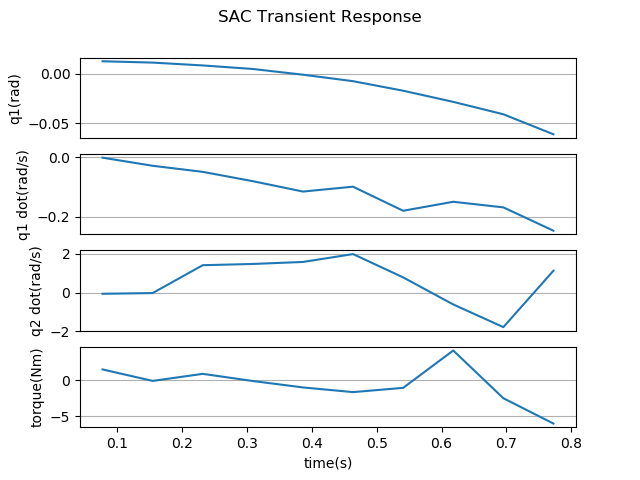 SAC Transient Response
q1(rad)
0.00
−0.05
q1 dot(rad/s)
0.0
−0.2
q2 dot(rad/s)
2
0
−2
torque(Nm)
0
−5
0.1 0.2 0.3 0.4 0.5 0.6 0.7 0.8
time(s)